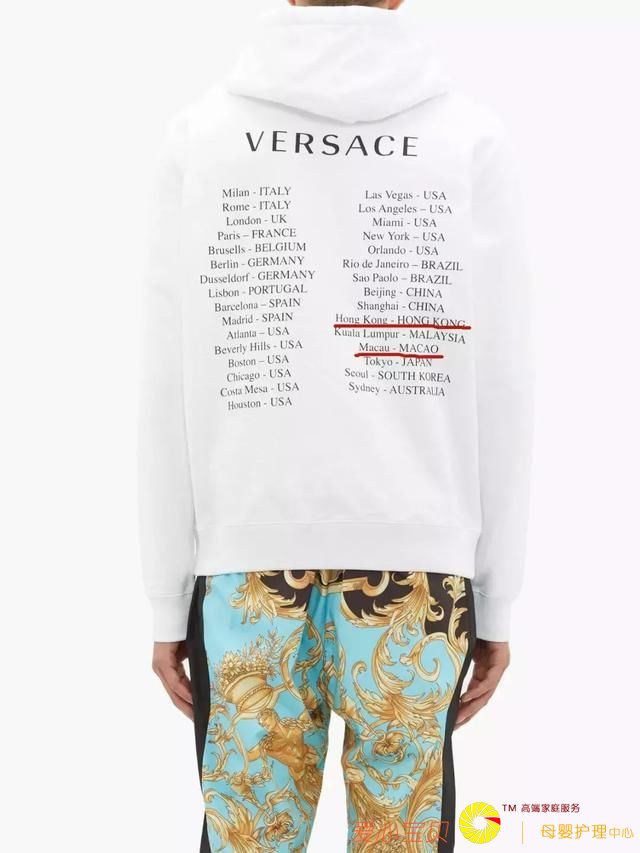 VERSACE
Milan - ITALY
Rome - ITALY
London - UK
Paris – FRANCE
Brusells - BELGIUM
Berlin - GERMANY
Dusseldorf - GERMANY
Lisbon - PORTUGAL
Barcelona – SPAIN
Madrid - SPAIN
Atlanta – USA
Beverly Hills - USA
Boston – USA
Chicago - USA
Costa Mesa - USA
Houston - USA
Las Vegas - USA
Los Angeles – USA
Miami - USA
New York – USA
Orlando - USA
Rio de Janeiro – BRAZIL
Sao Paolo – BRAZIL
Beijing - CHINA
Shanghai - CHINA
Hong Kong - HONG KONG
Kuala Lumpur - MALAYSIA
Macau - MACAO
Tokyo - JAPAN
Seoul - SOUTH KOREA
Sydney - AUSTRALIA
TM 高端家庭服务
母婴护理中心